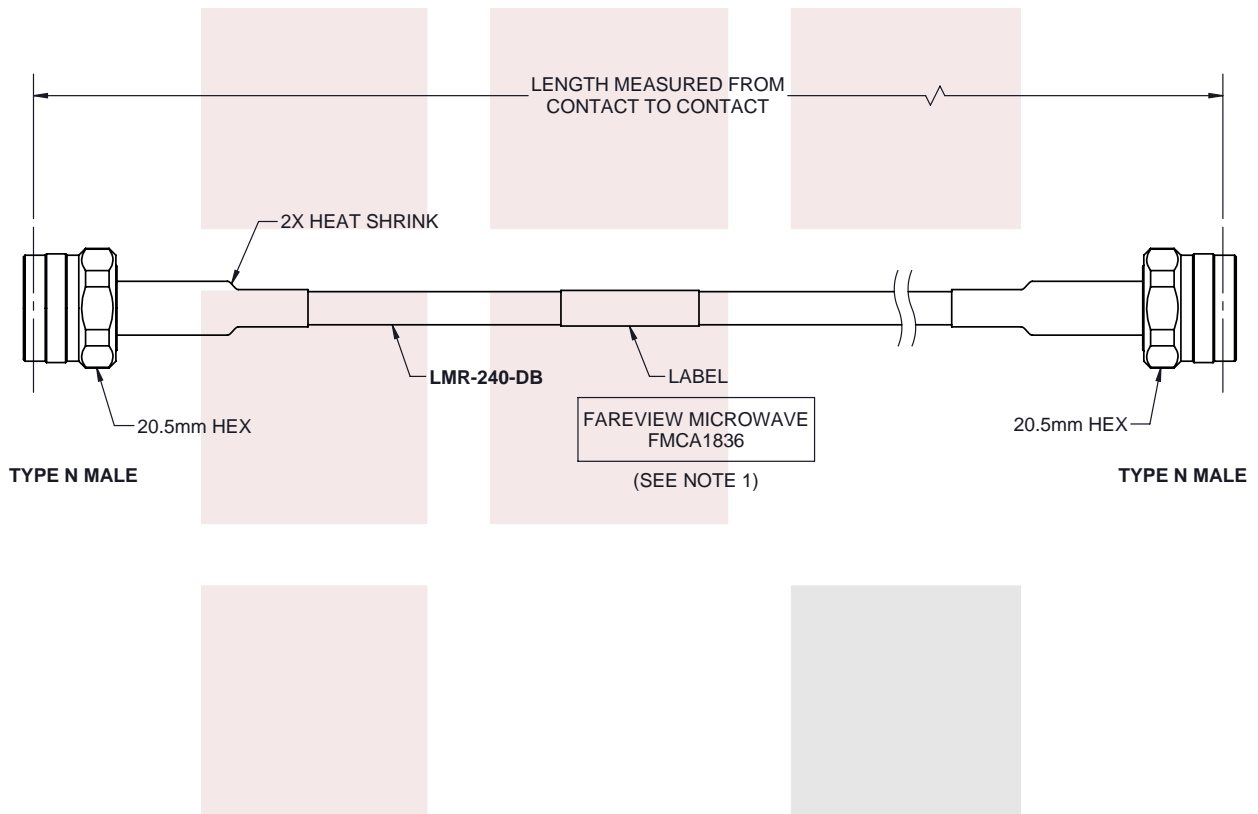 LENGTH MEASURED FROM
CONTACT TO CONTACT
2X HEAT SHRINK
LMR-240-DB
LABEL
FAREVIEW MICROWAVE
FMCA1836
(SEE NOTE 1)
20.5mm HEX
20.5mm HEX
TYPE N MALE
TYPE N MALE